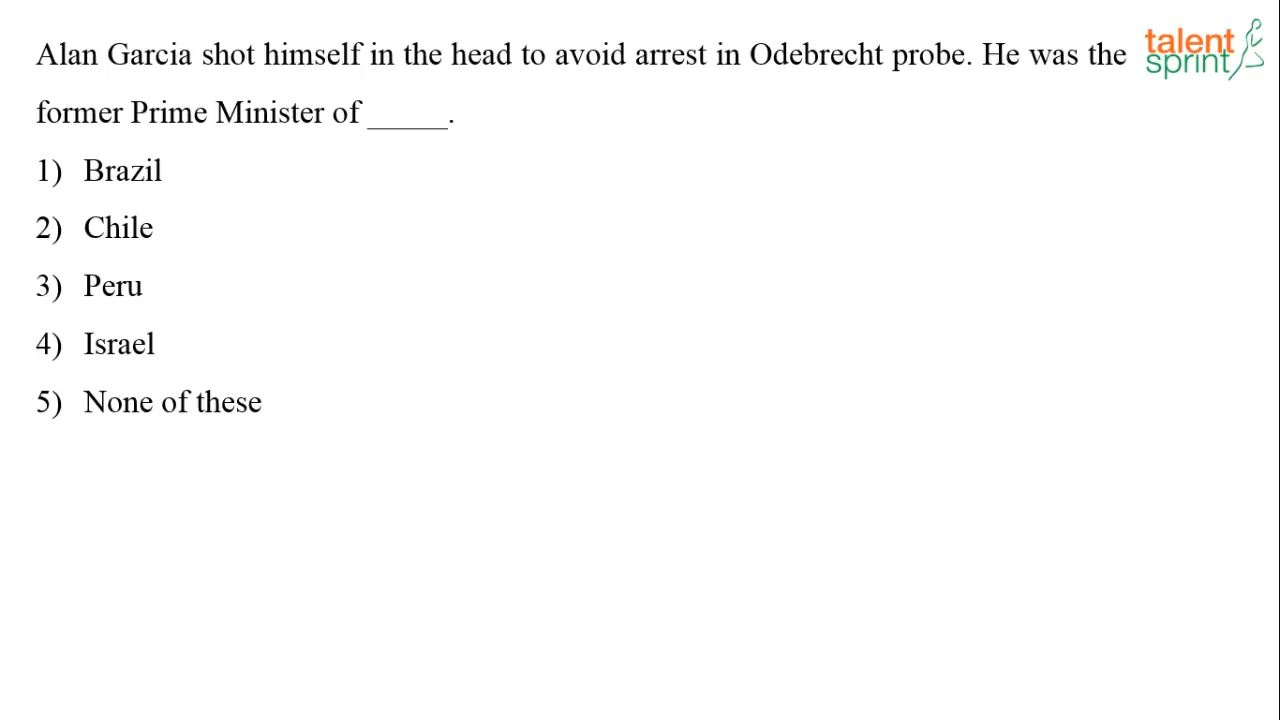 Alan Garcia shot himself in the head to avoid arrest in Odebrecht probe. He was the
former Prime Minister of _____.
1) Brazil
2) Chile
3) Peru
4) Israel
5) None of these
talent
sprint